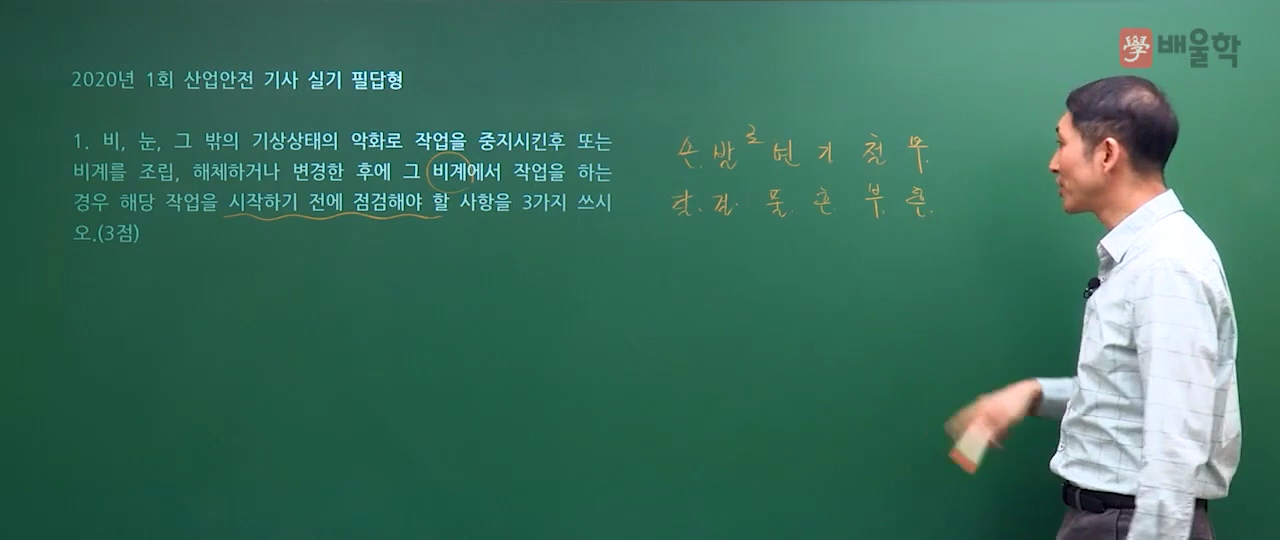 學 배울학
2020년 1회 산업안전 기사 실기 필답형
1. 비, 눈, 그 밖의 기상상태의 악화로 작업을 중지시킨후 또는
비계를 조립, 해체하거나 변경한 후에 그 비계에서 작업을 하는
경우 해당 작업을 시작하기 전에 점검해야 할 사항을 3가지 쓰시
오.(3점)
손 발 로 연 기 침 무
부 흔